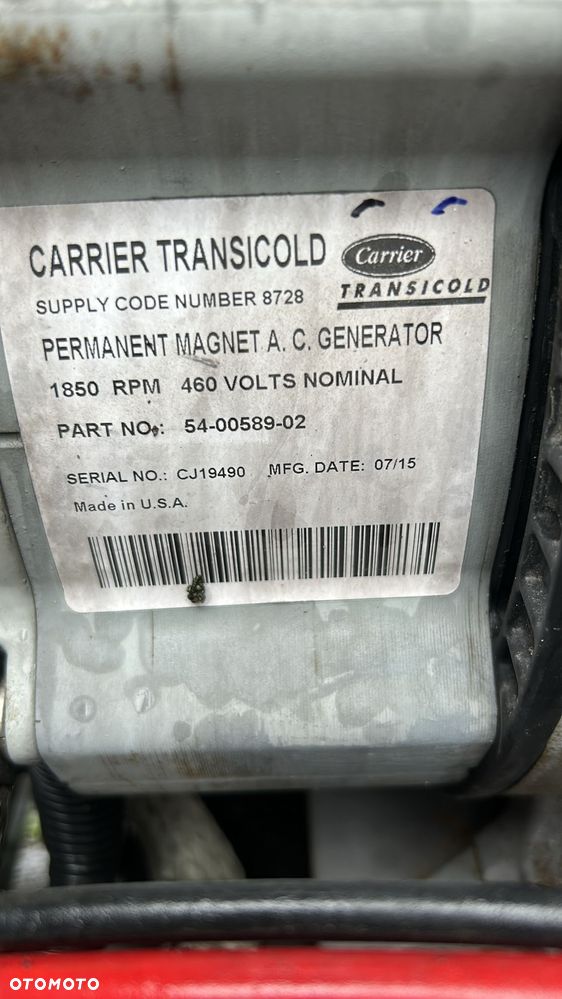 CARRIER TRANSICOLD
Carrier
TRANSICOLD
SUPPLY CODE NUMBER 8728
PERMANENT MAGNET A. C. GENERATOR
1850 RPM 460 VOLTS NOMINAL
PART NO.: 54-00589-02
SERIAL NO.: CJ19490 MFG. DATE: 07/15
Made in U.S.A.
OTOMOTO